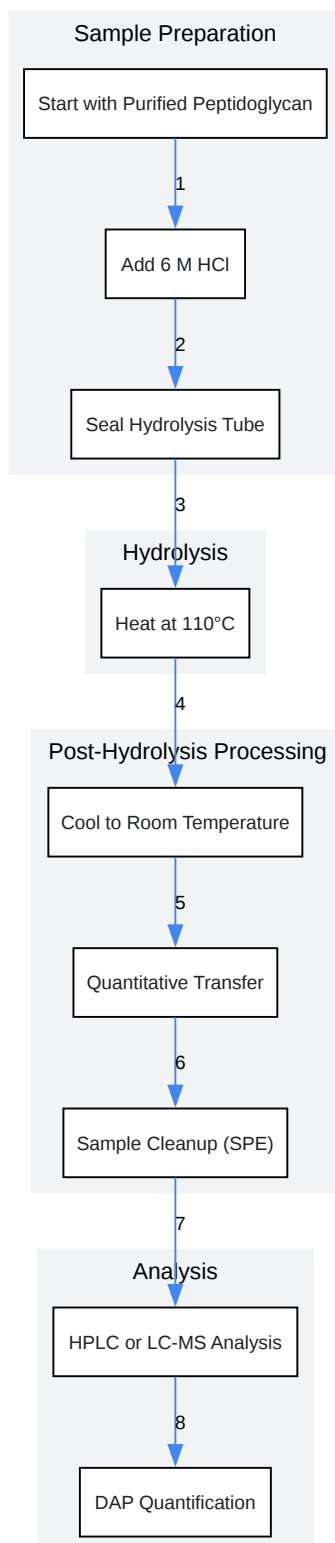 Sample Preparation
Start with Purified Peptidoglycan
1
Add 6 M HCl
2
Seal Hydrolysis Tube
3
Hydrolysis
Heat at 110°C
4
Post-Hydrolysis Processing
Cool to Room Temperature
5
Quantitative Transfer
6
Sample Cleanup (SPE)
7
Analysis
HPLC or LC-MS Analysis
8
DAP Quantification